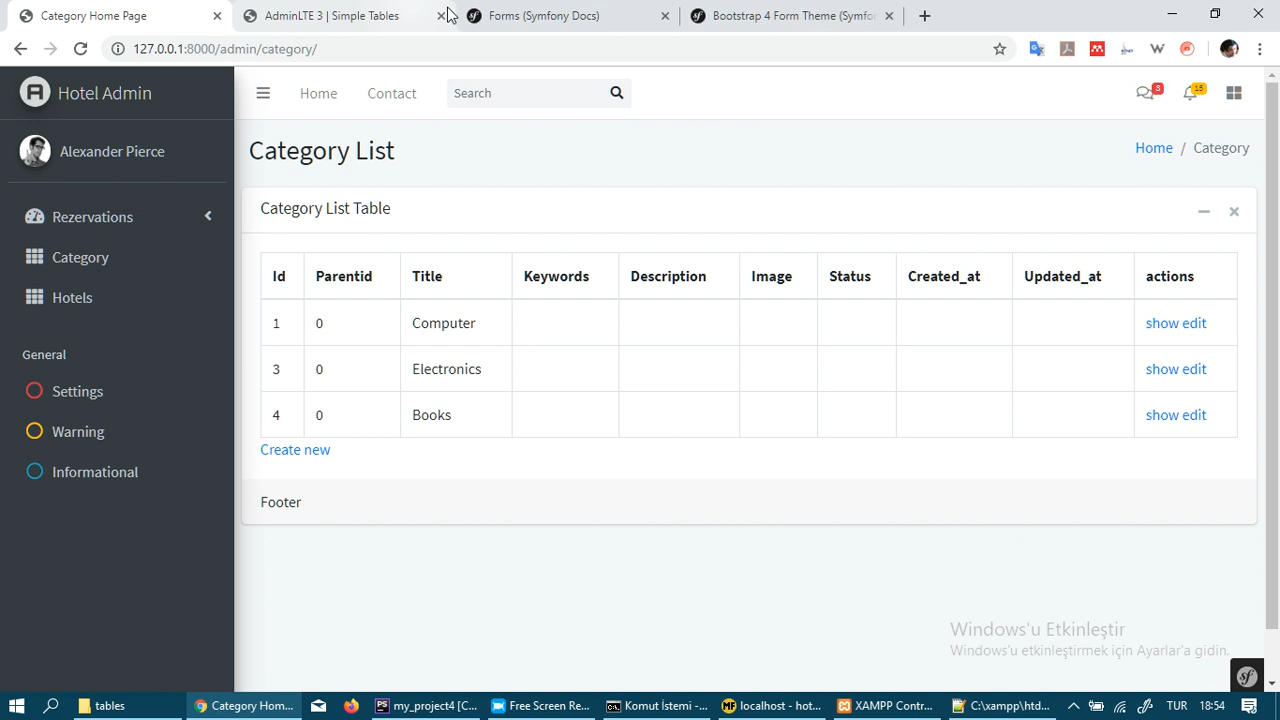 Category Home Page
AdminLTE 3 | Simple Tables
Forms (Symfony Docs)
Bootstrap 4 Form Theme (Symfo
127.0.0.1:8000/admin/category/
Hotel Admin
Home
Contact
Search
3
15
Alexander Pierce
Category List
Home / Category
Rezervations
Category
Hotels
General
Settings
Warning
Informational
Category List Table
Id Parentid Title Keywords Description Image Status Created_at Updated_at actions
1 0 Computer show edit
3 0 Electronics show edit
4 0 Books show edit
Create new
Footer
Windows'u Etkinleştir
Windows'u etkinleştirmek için Ayarlar'a gidin.
tables
Category Hom...
my_project4 [C...
Free Screen Re...
Komut İstemi -...
localhost - hot...
XAMPP Contr...
C:\xampp\htd...
TUR
18:54